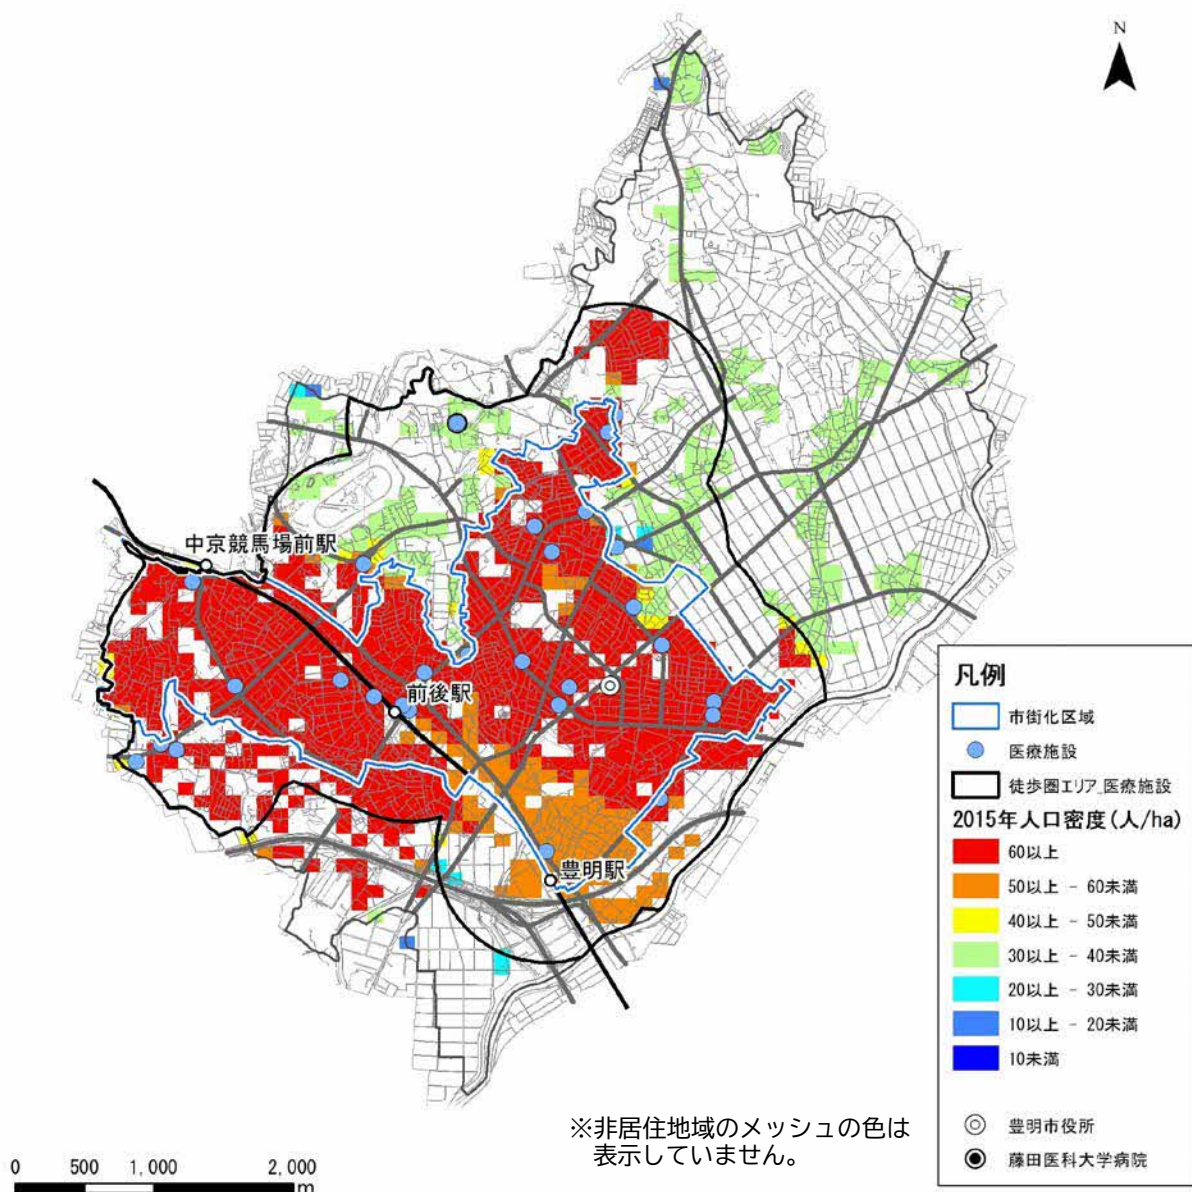 N
中京競馬場前駅
前後駅
豊明駅
凡例
市街化区域
医療施設
徒歩圏エリア_医療施設
2015年人口密度(人/ha)
60以上
50以上 - 60未満
40以上 - 50未満
30以上 - 40未満
20以上 - 30未満
10以上 - 20未満
10未満
豊明市役所
藤田医科大学病院
※非居住地域のメッシュの色は
表示していません。
0 500 1,000 2,000
m